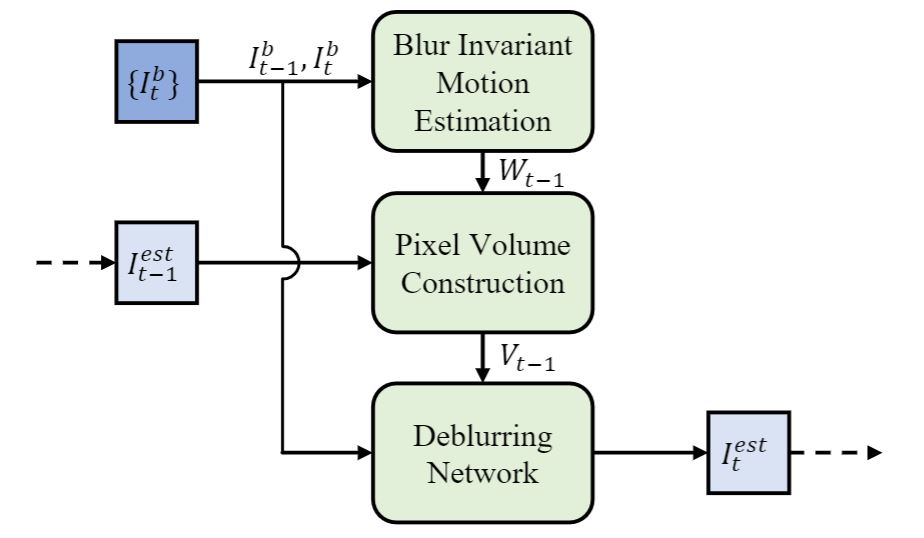 {I_t^b}
I_{t-1}^b, I_t^b
Blur Invariant
Motion
Estimation
W_{t-1}
I_{t-1}^{est}
Pixel Volume
Construction
V_{t-1}
Deblurring
Network
I_t^{est}